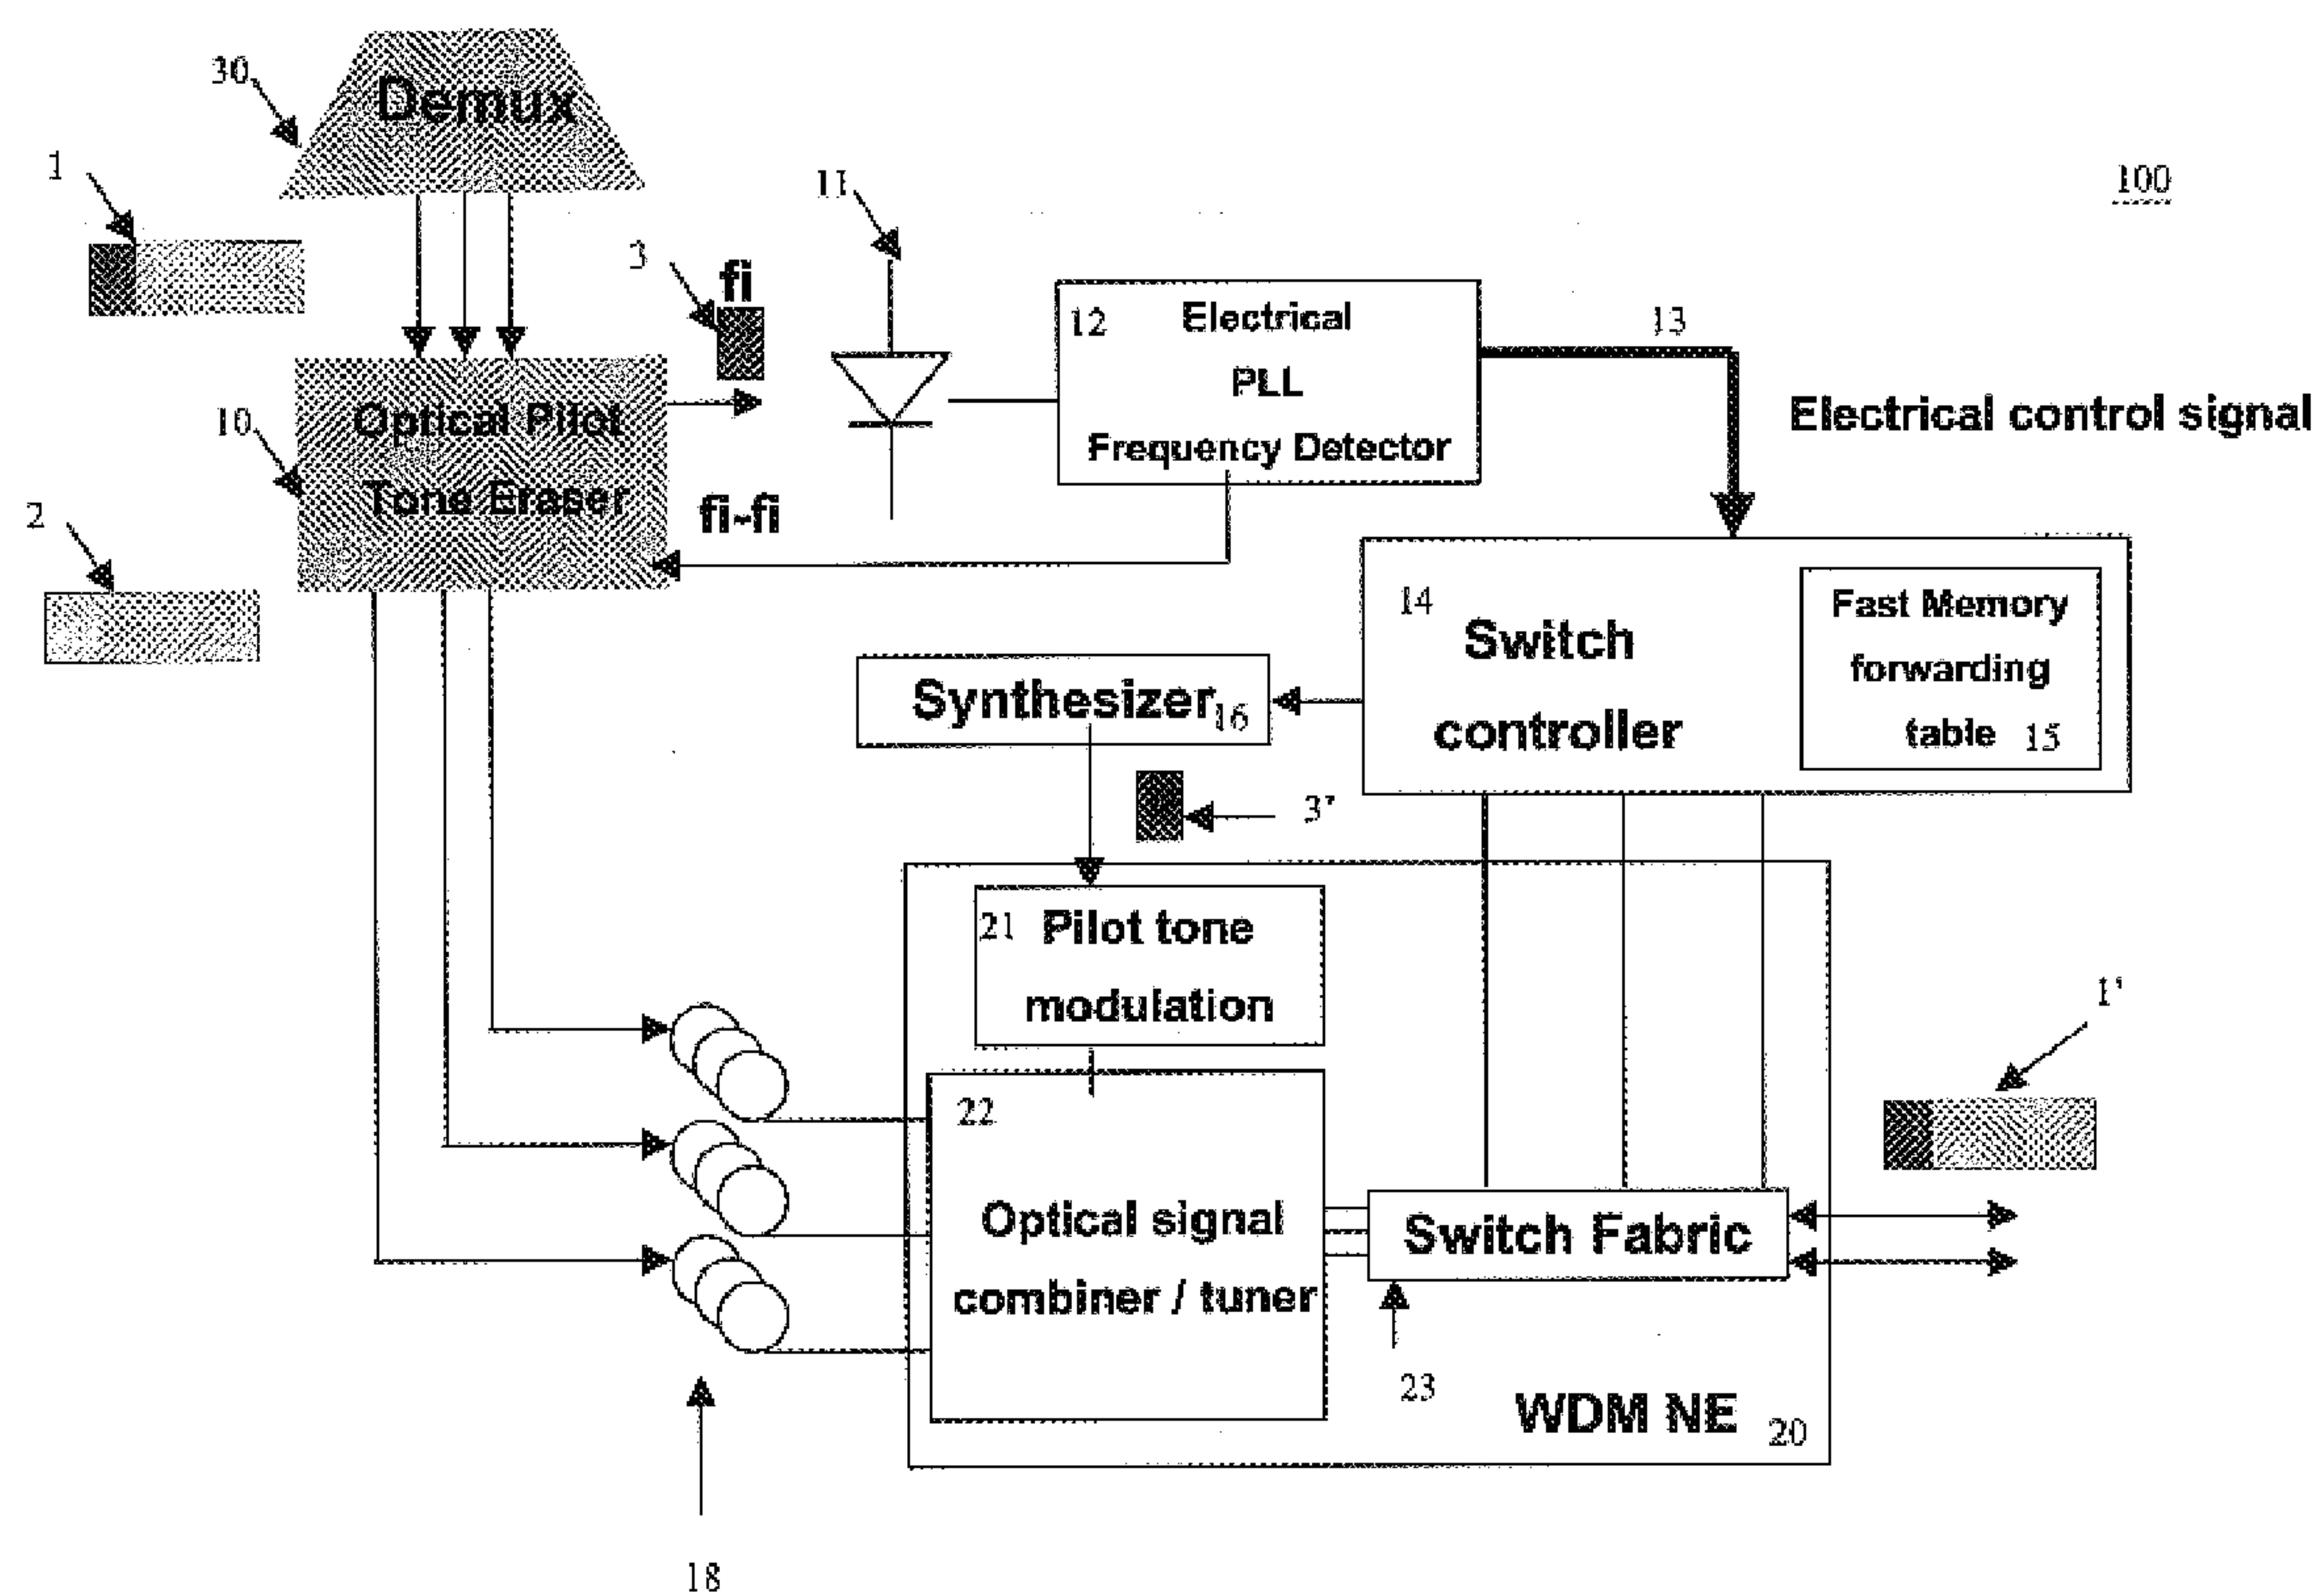 30
Demux
1
11
100
3
fi
12
Electrical
PLL
Frequency Detector
13
Electrical control signal
10
Optical Pilot
Tone Eraser
fi-fi
2
14
Switch
controller
Fast Memory
forwarding
table 15
Synthesizer 16
3'
21 Pilot tone
modulation
1'
22
Optical signal
combiner / tuner
Switch Fabric
23
WDM NE 20
18